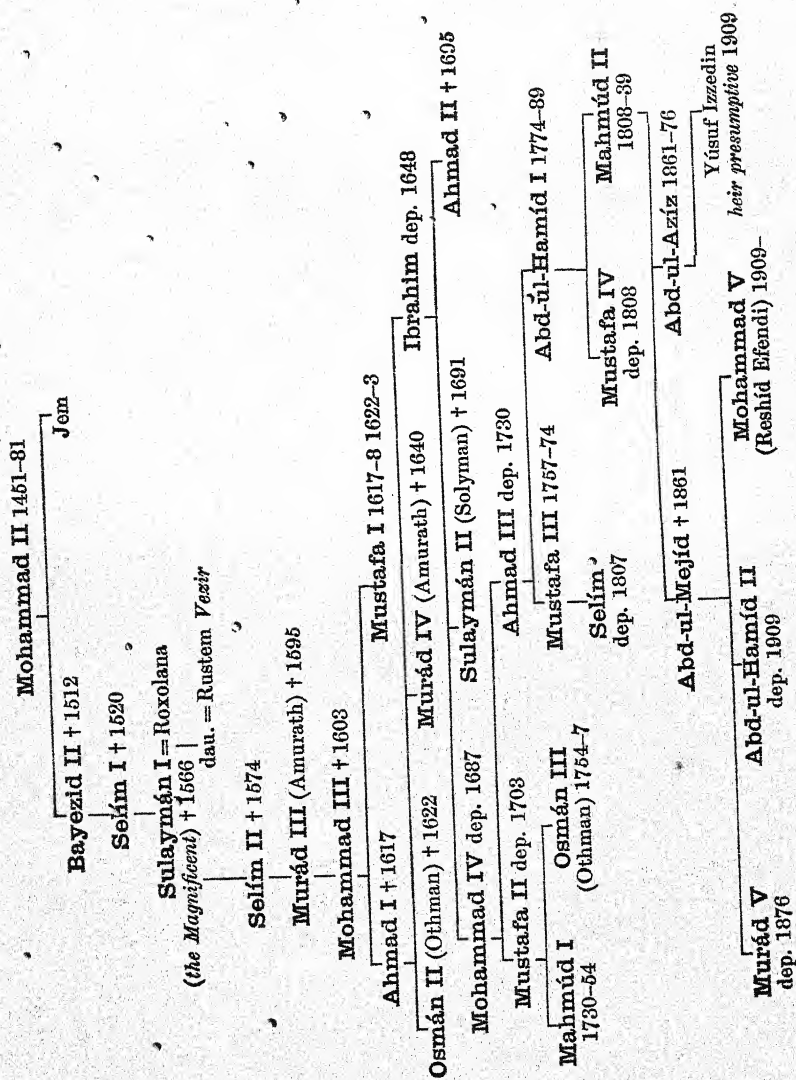 Mohammad II 1451–81
Bayezid II † 1512
Jem
Selím I † 1520
Sulaymán I = Roxolana
(the Magnificent) † 1566
dau. = Rustem Vezir
Selím II † 1574
Murád III (Amurath) † 1595
Mohammad III † 1603
Ahmad I † 1617
Mustafa I 1617–8 1622–3
Osmán II (Othman) † 1622
Murád IV (Amurath) † 1640
Ibrahim dep. 1648
Mohammad IV dep. 1687
Sulaymán II (Solyman) † 1691
Ahmad II † 1695
Mustafa II dep. 1703
Ahmad III dep. 1730
Mahmúd I
1730–54
Osmán III
(Othman) 1754–7
Mustafa III 1757–74
Abd-ul-Hamíd I 1774–89
Selím
dep. 1807
Mustafa IV
dep. 1808
Mahmúd II
1808–39
Abd-ul-Mejíd † 1861
Abd-ul-Azíz 1861–76
Murád V
dep. 1876
Abd-ul-Hamíd II
dep. 1909
Mohammad V
(Reshíd Efendi) 1909–
Yúsuf Izzedin
heir presumptive 1909